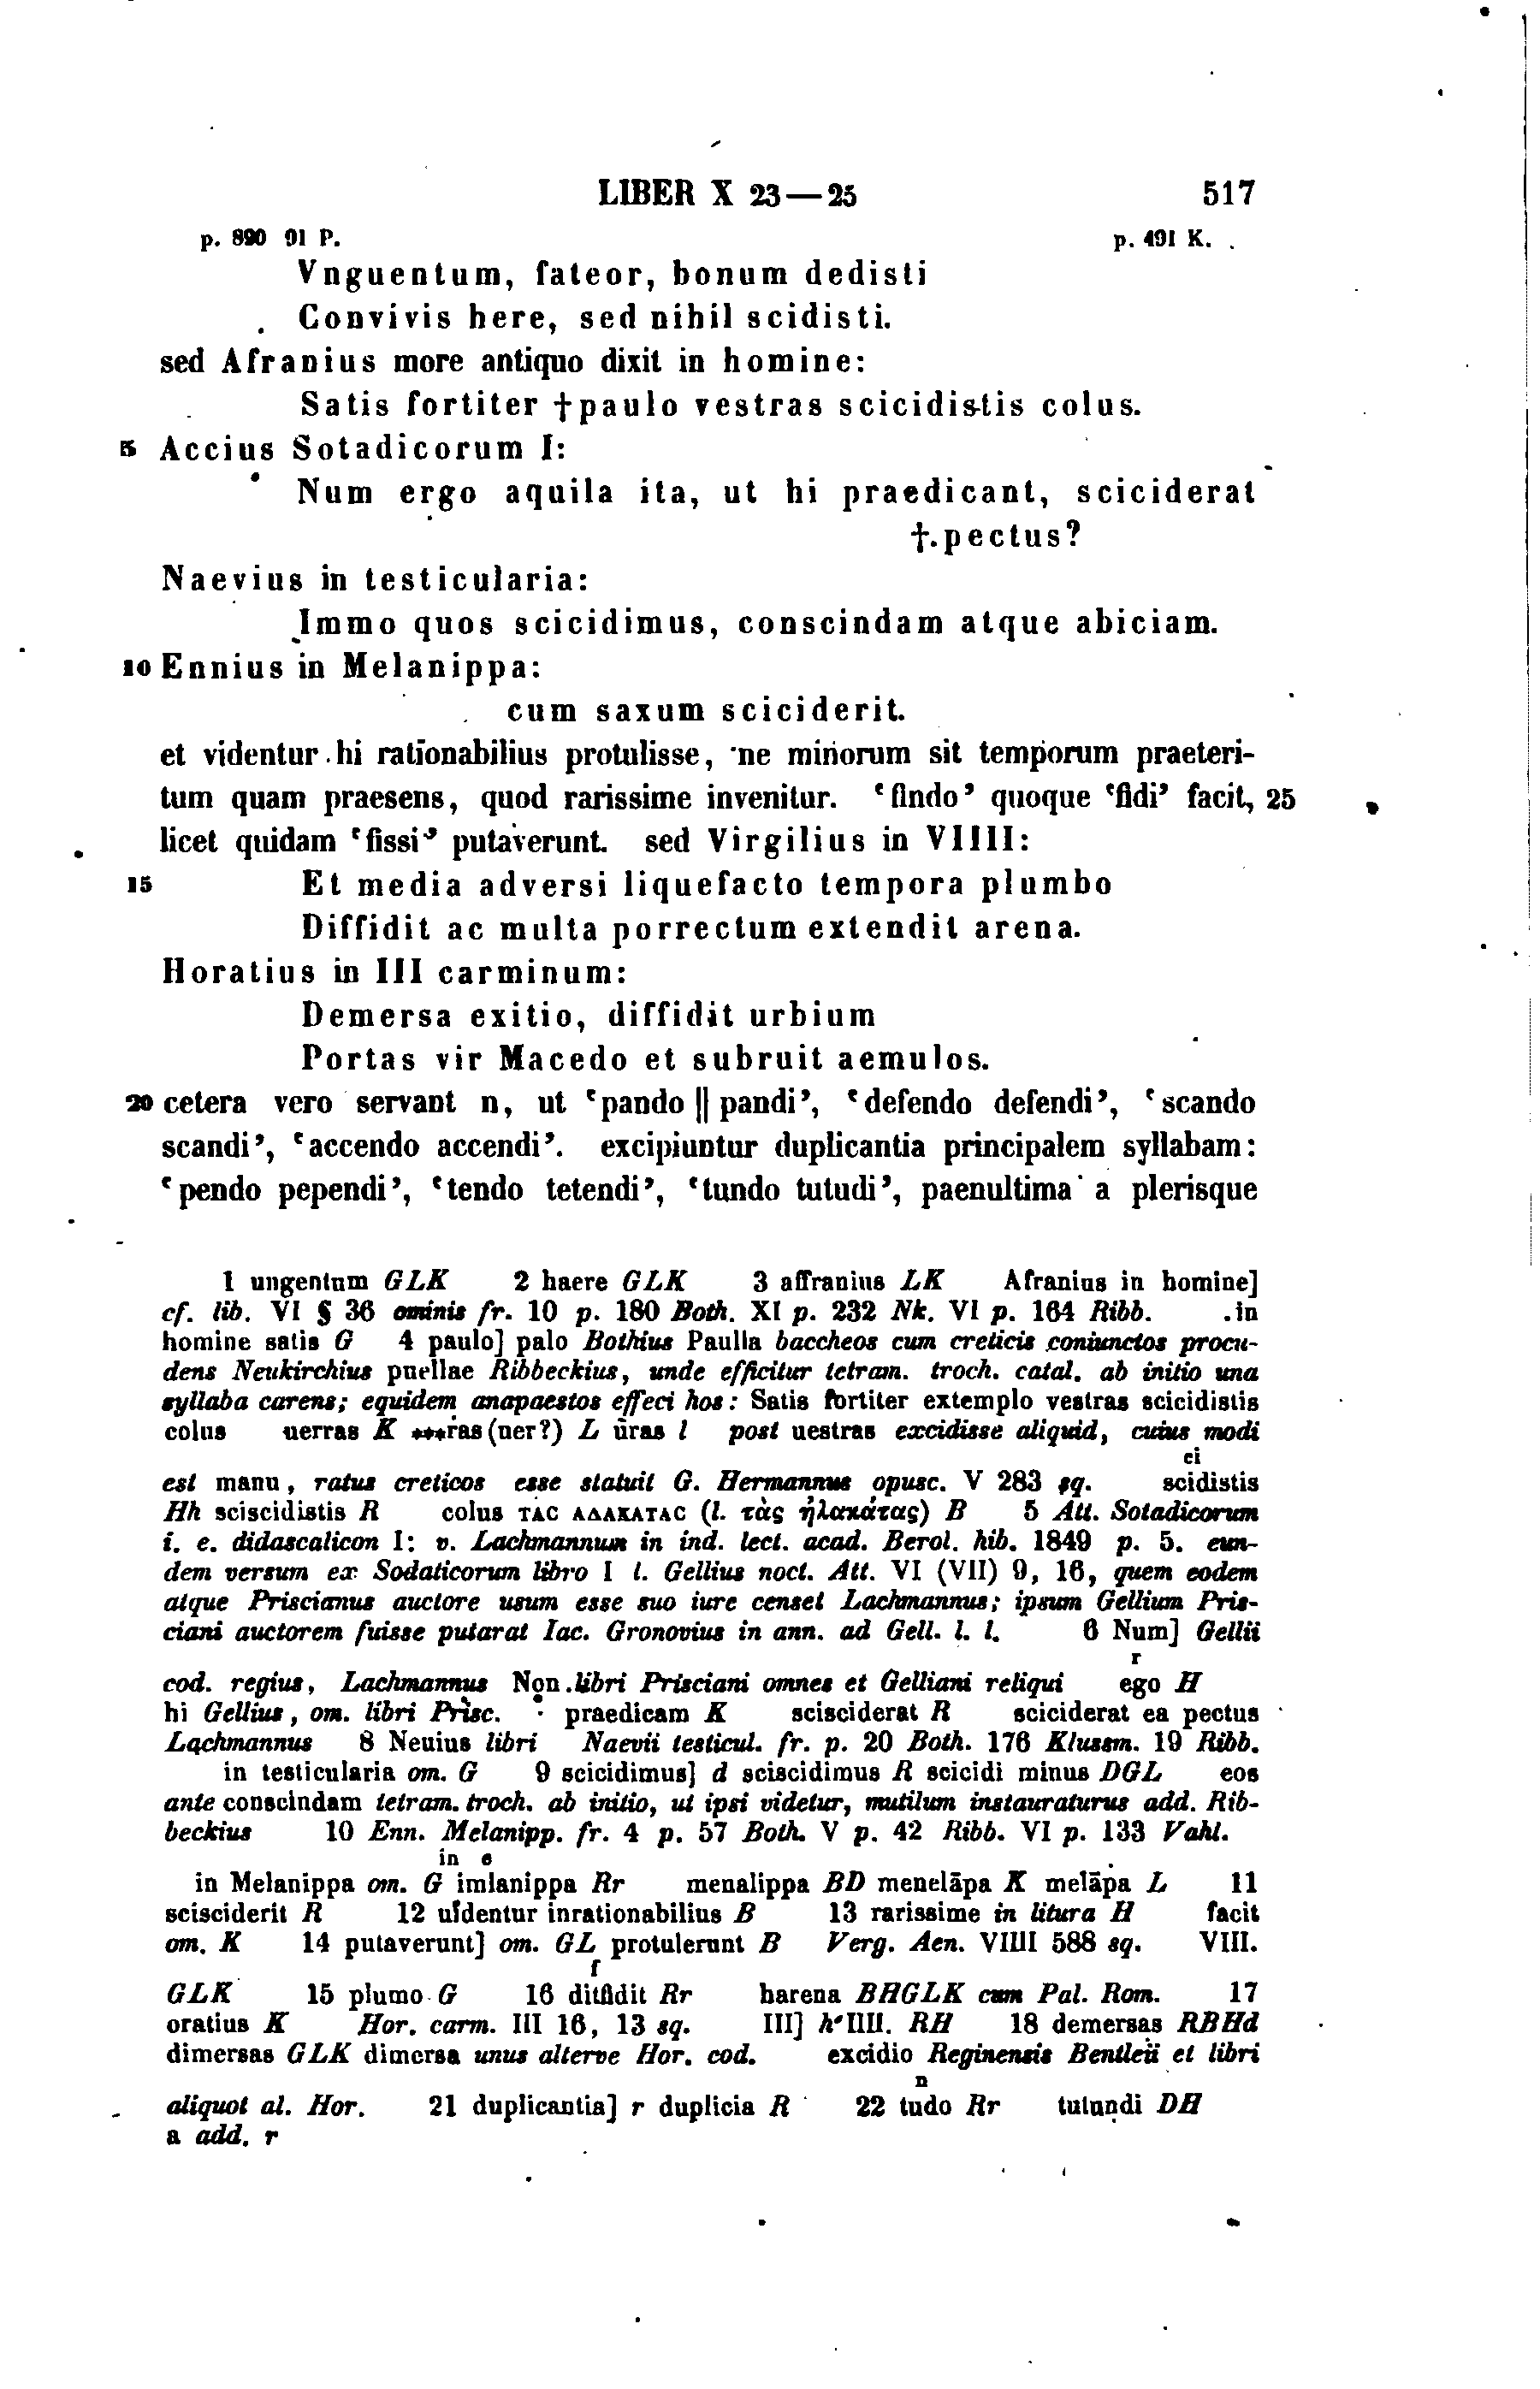 LIBER X 23—25 517
p. 890 91 P. p. 491 K.
Vnguentum, fateor, bonum dedisti
Convivis here, sed nihil scidisti.
sed Afranius more antiquo dixit in homine:
Satis fortiter †paulo vestras scicidistis colus.
5 Accius Sotadicorum I:
Num ergo aquila ita, ut hi praedicant, sciciderat
†pectus?
Naevius in testicularia:
Immo quos scicidimus, conscindam atque abiciam.
10 Ennius in Melanippa:
cum saxum sciciderit.
et videntur hi rationabilius protulisse, ne minorum sit temporum praeteri-
tum quam praesens, quod rarissime invenitur. ‘findo’ quoque ‘fidi’ facit, 25
licet quidam ‘fissi’ putaverunt. sed Virgilius in VIIII:
15 Et media adversi liquefacto tempora plumbo
Diffidit ac multa porrectum extendit arena.
Horatius in III carminum:
Demersa exitio, diffidit urbium
Portas vir Macedo et subruit aemulos.
20 cetera vero servant n, ut ‘pando || pandi’, ‘defendo defendi’, ‘scando
scandi’, ‘accendo accendi’. excipiuntur duplicantia principalem syllabam:
‘pendo pependi’, ‘tendo tetendi’, ‘tundo tutudi’, paenultima a plerisque
1 ungentum GLK 2 haere GLK 3 affranius LK Afranius in homine]
cf. lib. VI § 36 ominis fr. 10 p. 180 Both. XI p. 232 Nk. VI p. 164 Ribb. in
homine satis G 4 paulo] palo Bothius Paulla baccheos cum creticis coniunctos procu-
dens Neukirchius puellae Ribbeckius, unde efficitur tetram. troch. catal. ab initio una
syllaba carens; equidem anapaestos effeci hos: Satis fortiter extemplo vestras scicidistis
colus uerras K ***ras (uer?) L ūras l post uestras excidisse aliquid, cuius modi
ci
est manu, ratus creticos esse statuit G. Hermannus opusc. V 283 sq. scidistis
Hh sciscidistis R colus ΤΑC ΑΔΑΚΑΤΑC (l. τὰς ἠλακάτας) B 5 Att. Sotadicorum
i. e. didascalicon I: v. Lachmannum in ind. lect. acad. Berol. hib. 1849 p. 5. eun-
dem versum ex Sodaticorum libro I l. Gellius noct. Att. VI (VII) 9, 16, quem eodem
atque Priscianus auctore usum esse suo iure censet Lachmannus; ipsum Gellium Pris-
ciani auctorem fuisse putarat Iac. Gronovius in ann. ad Gell. l. l. 6 Num] Gellii
r
cod. regius, Lachmannus Non libri Prisciani omnes et Gelliani reliqui ego H
hi Gellius, om. libri Prisc. praedicam K scisciderat R sciciderat ea pectus
Lachmannus 8 Neuius libri Naevii testicul. fr. p. 20 Both. 176 Klussm. 19 Ribb.
in testicularia om. G 9 scicidimus] d sciscidimus R scicidi minus DGL eos
ante conscindam tetram. troch. ab initio, ut ipsi videtur, mutilum instauraturus add. Rib-
beckius 10 Enn. Melanipp. fr. 4 p. 57 Both. V p. 42 Ribb. VI p. 133 Vahl.
in e
in Melanippa om. G imlanippa Rr menalippa BD menelāpa K melāpa L 11
scisciderit R 12 uidentur inrationabilius B 13 rarissime in litura H facit
om. K 14 putaverunt] om. GL protulerunt B Verg. Aen. VIIII 588 sq. VIII.
f
GLK 15 plumo G 16 ditfidit Rr harena BHGLK cum Pal. Rom. 17
oratius K Hor. carm. III 16, 13 sq. III] h'IIII. RH 18 demersas RBHd
dimersas GLK dimersa unus alterve Hor. cod. excidio Reginensis Bentleii et libri
n
aliquot al. Hor. 21 duplicantia] r duplicia R 22 tudo Rr tutundi DH
a add. r